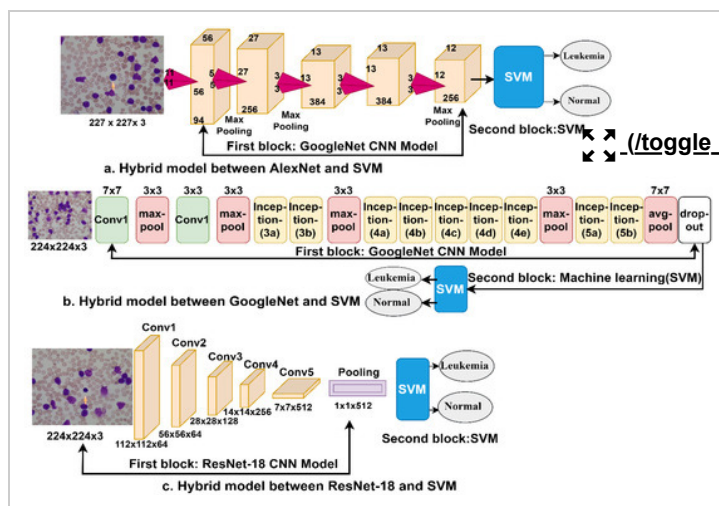 56
27
13
13
12
11
11
56
5
5
27
3
3
13
3
3
13
3
3
12
SVM
Leukemia
Normal
227 x 227x 3
94
256
384
384
256
Max
Pooling
Max
Pooling
Max
Pooling
First block: GoogleNet CNN Model
Second block:SVM
(/toggle_
a. Hybrid model between AlexNet and SVM
7x7 3x3 3x3 3x3 3x3 3x3 7x7
Conv1
max-
pool
Conv1
max-
pool
Incep-
tion-
(3a)
Incep-
tion-
(3b)
max-
pool
Incep-
tion-
(4a)
Incep-
tion-
(4b)
Incep-
tion-
(4c)
Incep-
tion-
(4d)
Incep-
tion-
(4e)
max-
pool
Incep-
tion-
(5a)
Incep-
tion-
(5b)
avg-
pool
drop-
out
224x224x3
First block: GoogleNet CNN Model
Second block: Machine learning(SVM)
Leukemia
Normal
SVM
b. Hybrid model between GoogleNet and SVM
Conv1
Conv2
Conv3
Conv4
Conv5
Pooling
224x224x3
112x112x64
56x56x64
28x28x128
14x14x256
7x7x512
1x1x512
SVM
Leukemia
Normal
Second block:SVM
First block: ResNet-18 CNN Model
c. Hybrid model between ResNet-18 and SVM